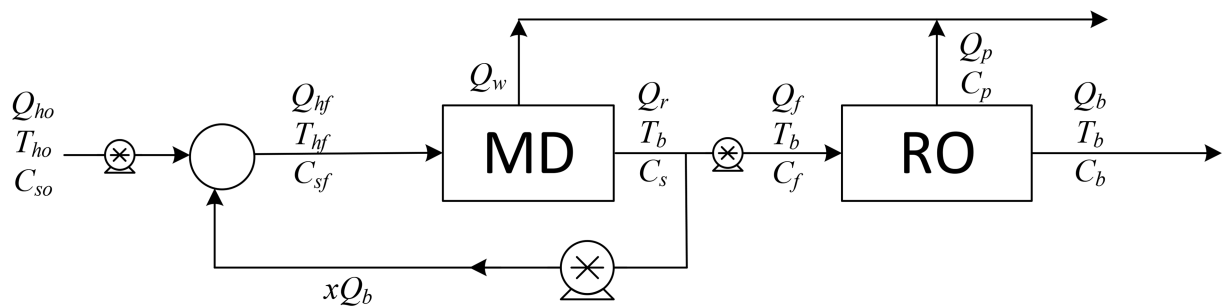 Q_ho
T_ho
C_so
Q_hf
T_hf
C_sf
Q_w
MD
Q_r
T_b
C_s
Q_f
T_b
C_f
Q_p
C_p
RO
Q_b
T_b
C_b
xQ_b